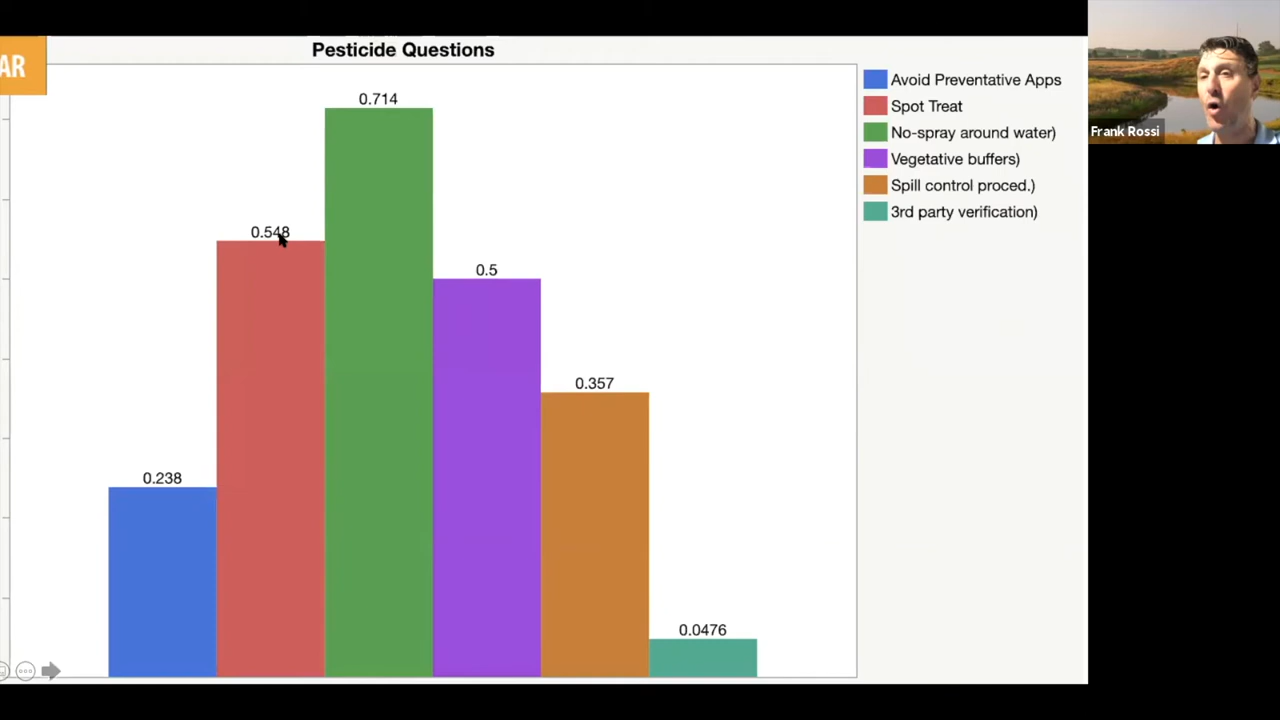 AR
Pesticide Questions
0.714
0.548
0.5
0.357
0.238
0.0476
Avoid Preventative Apps
Spot Treat
No-spray around water)
Vegetative buffers)
Spill control proced.)
3rd party verification)
Frank Rossi